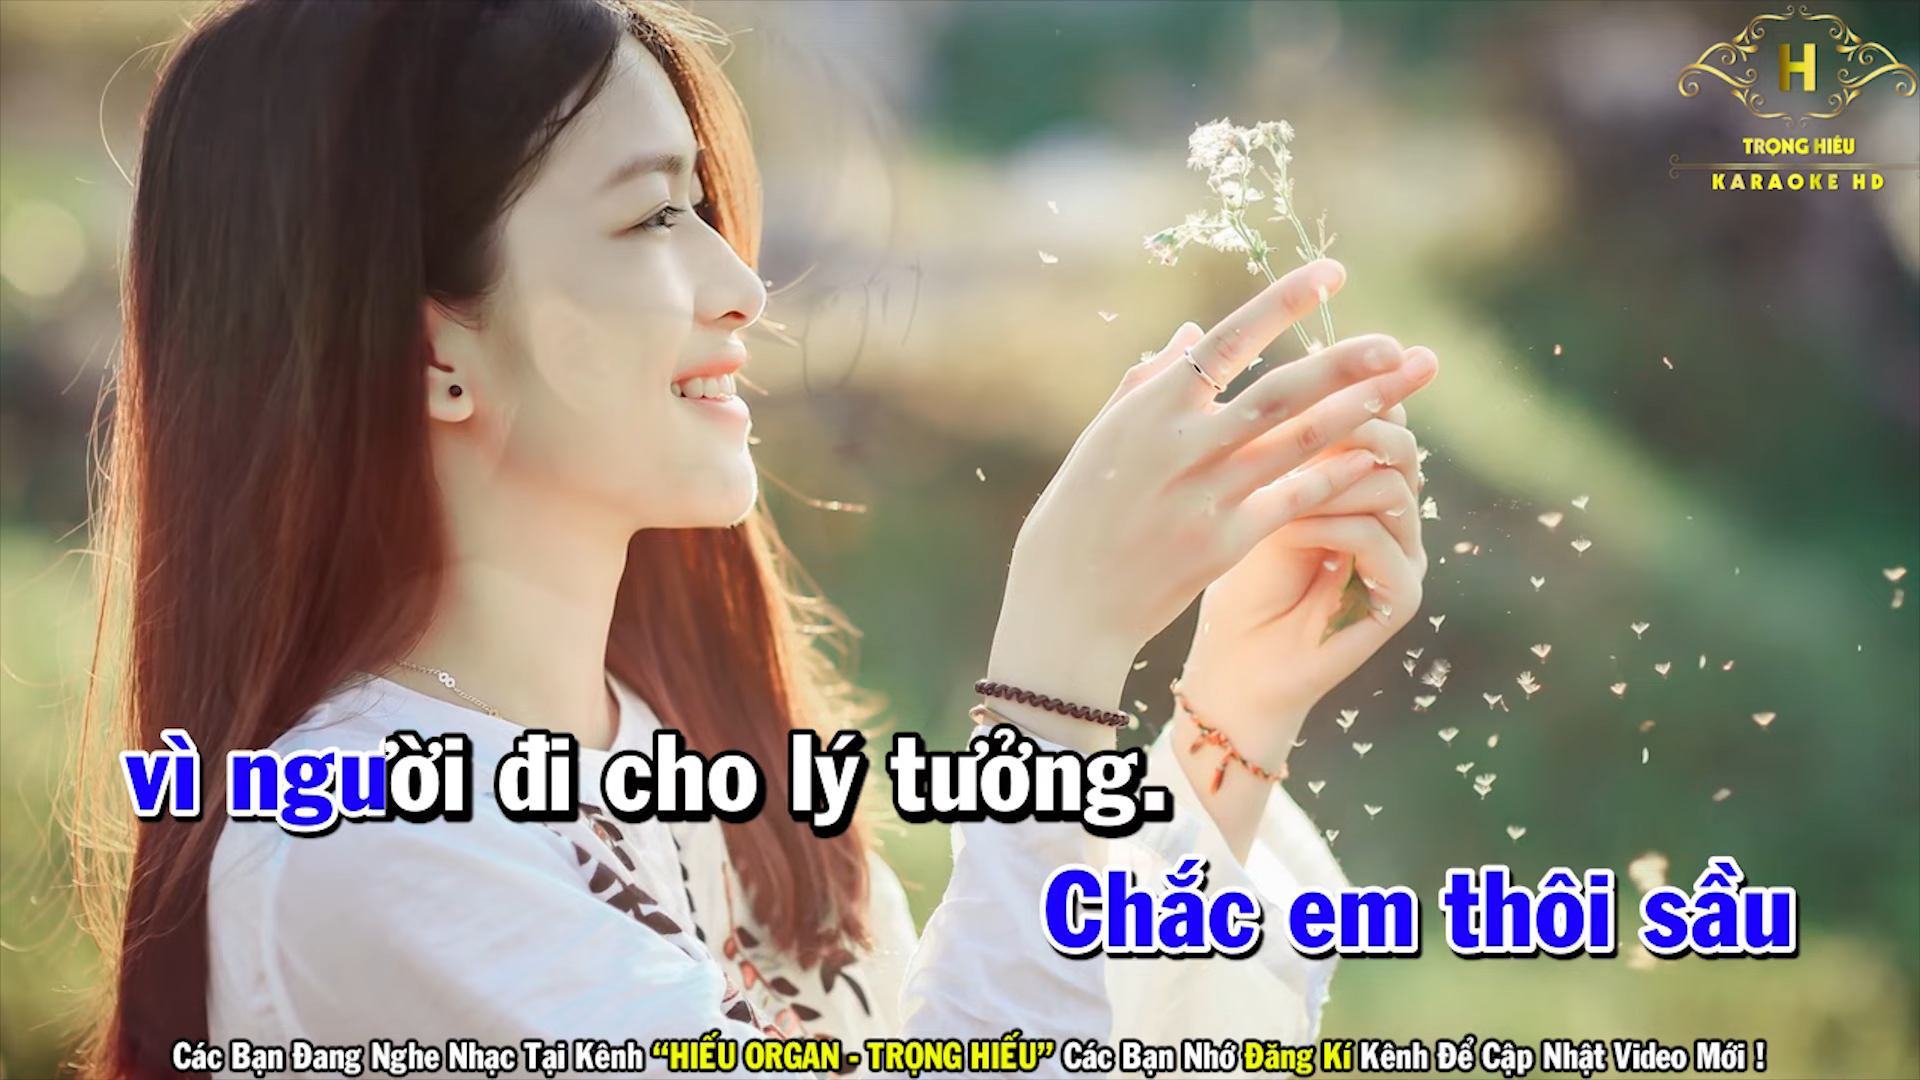 H
TRỌNG HIẾU
KARAOKE HD
vì người đi cho lý tưởng.
Chắc em thôi sầu
Các Bạn Đang Nghe Nhạc Tại Kênh “HIẾU ORGAN - TRỌNG HIẾU” Các Bạn Nhớ Đăng Kí Kênh Để Cập Nhật Video Mới !